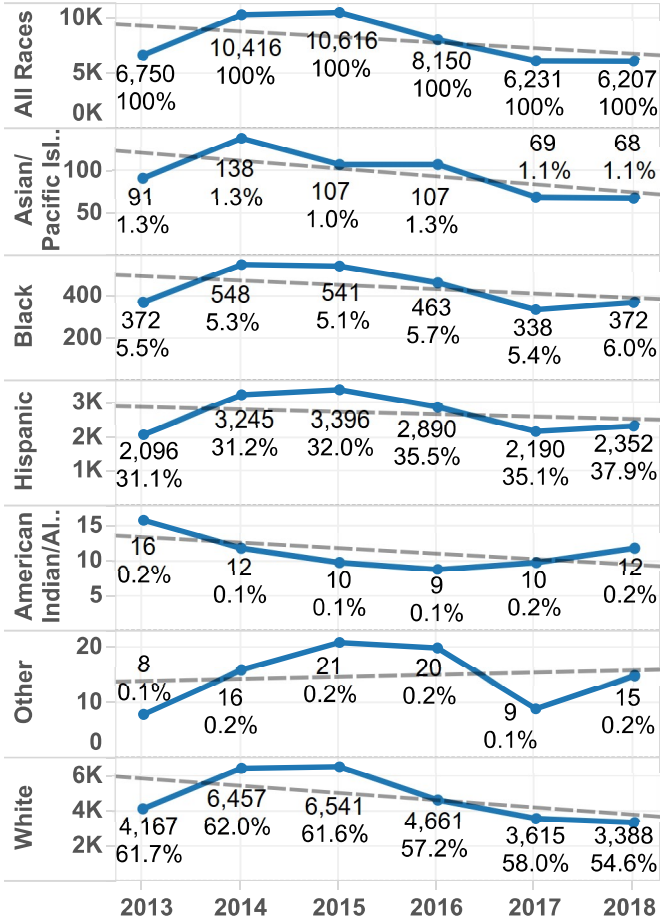 All Races
10K
5K
0K
6,750 10,416 10,616 8,150 6,231 6,207
100% 100% 100% 100% 100% 100%
Asian/
Pacific Isl..
100
50
91 138 107 107 69 68
1.3% 1.3% 1.0% 1.3% 1.1% 1.1%
Black
400
200
372 548 541 463 338 372
5.5% 5.3% 5.1% 5.7% 5.4% 6.0%
Hispanic
3K
2K
1K
2,096 3,245 3,396 2,890 2,190 2,352
31.1% 31.2% 32.0% 35.5% 35.1% 37.9%
American
Indian/Al..
15
10
5
16 12 10 9 10 12
0.2% 0.1% 0.1% 0.1% 0.2% 0.2%
Other
20
10
0
8 16 21 20 9 15
0.1% 0.2% 0.2% 0.2% 0.1% 0.2%
White
6K
4K
2K
4,167 6,457 6,541 4,661 3,615 3,388
61.7% 62.0% 61.6% 57.2% 58.0% 54.6%
2013 2014 2015 2016 2017 2018